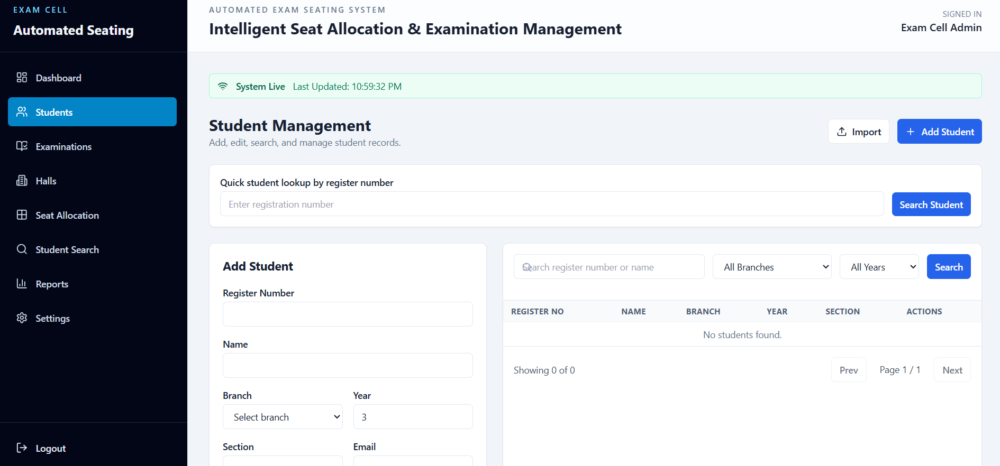 EXAM CELL
Automated Seating
Dashboard
Students
Examinations
Halls
Seat Allocation
Student Search
Reports
Settings
Logout
AUTOMATED EXAM SEATING SYSTEM
Intelligent Seat Allocation & Examination Management
SIGNED IN
Exam Cell Admin
System Live Last Updated: 10:59:32 PM
Student Management
Add, edit, search, and manage student records.
Import
Add Student
Quick student lookup by register number
Enter registration number
Search Student
Add Student
Register Number
Name
Branch Year
Select branch 3
Section Email
Search register number or name All Branches All Years Search
REGISTER NO NAME BRANCH YEAR SECTION ACTIONS
No students found.
Showing 0 of 0 Prev Page 1 / 1 Next